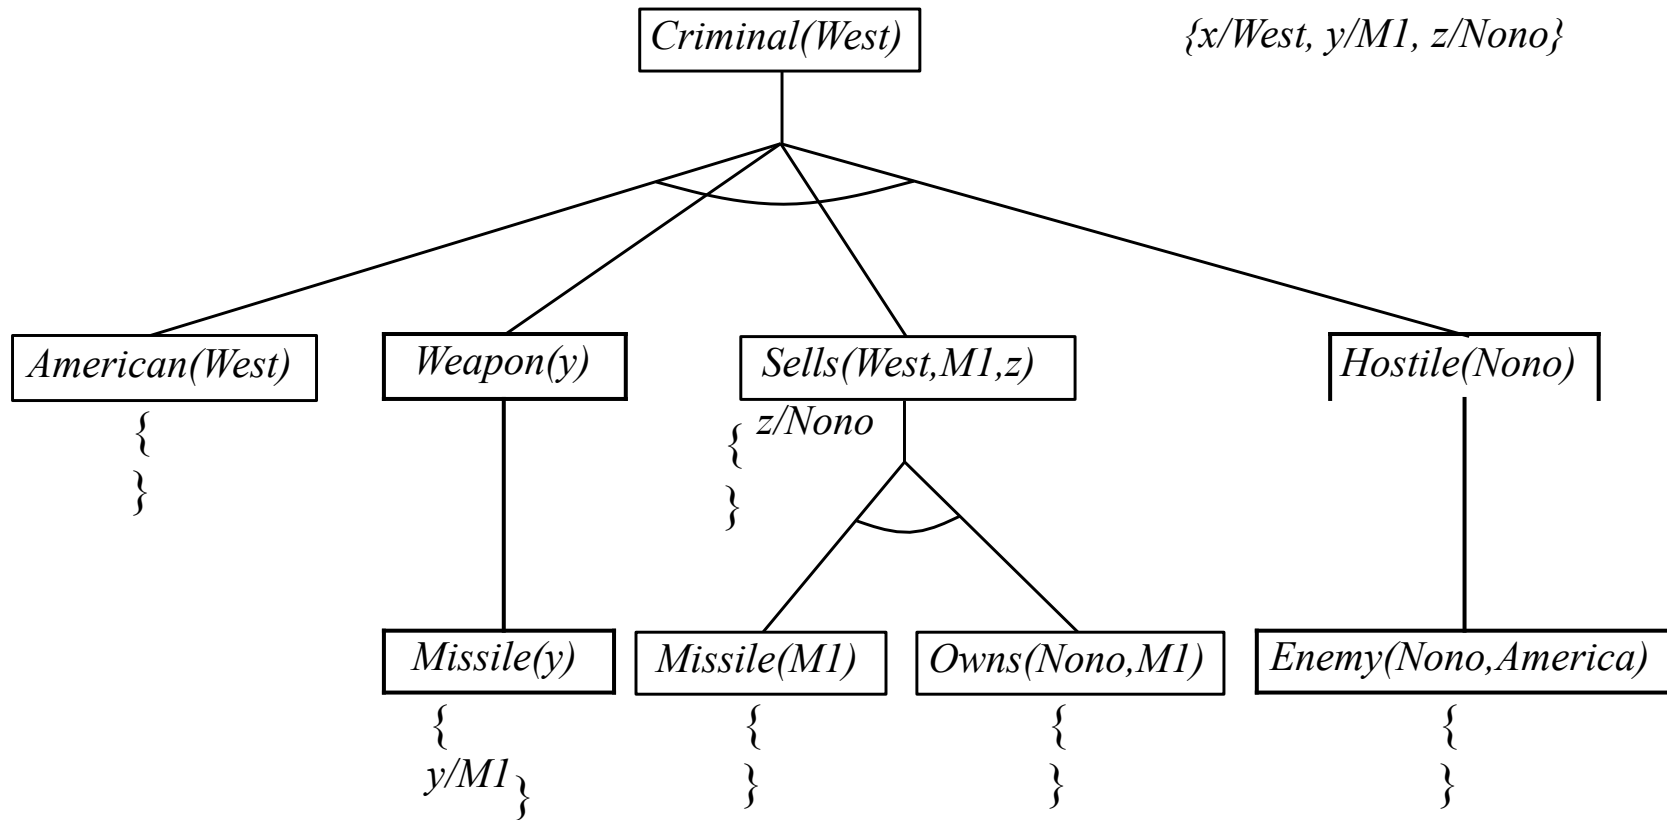 Criminal(West)
{x/West, y/M1, z/Nono}
American(West)
Weapon(y)
Sells(West,M1,z)
Hostile(Nono)
{
}
{ z/Nono
}
Missile(y)
Missile(M1)
Owns(Nono,M1)
Enemy(Nono,America)
{
y/M1 }
{
}
{
}
{
}